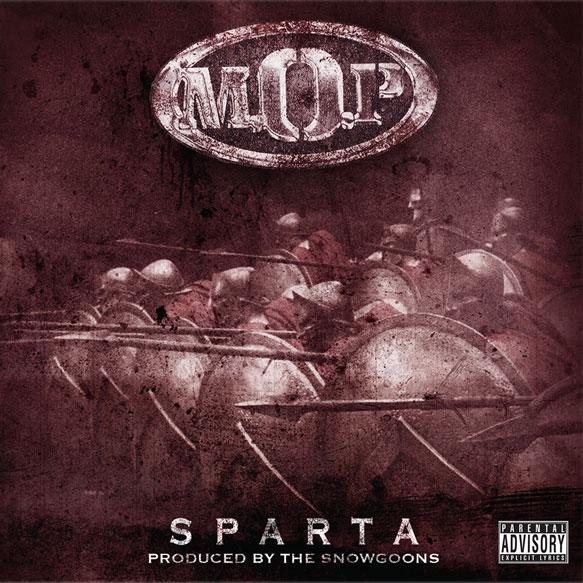 M.O.P
SPARTA
PRODUCED BY THE SNOWGOONS
PARENTAL
ADVISORY
EXPLICIT LYRICS